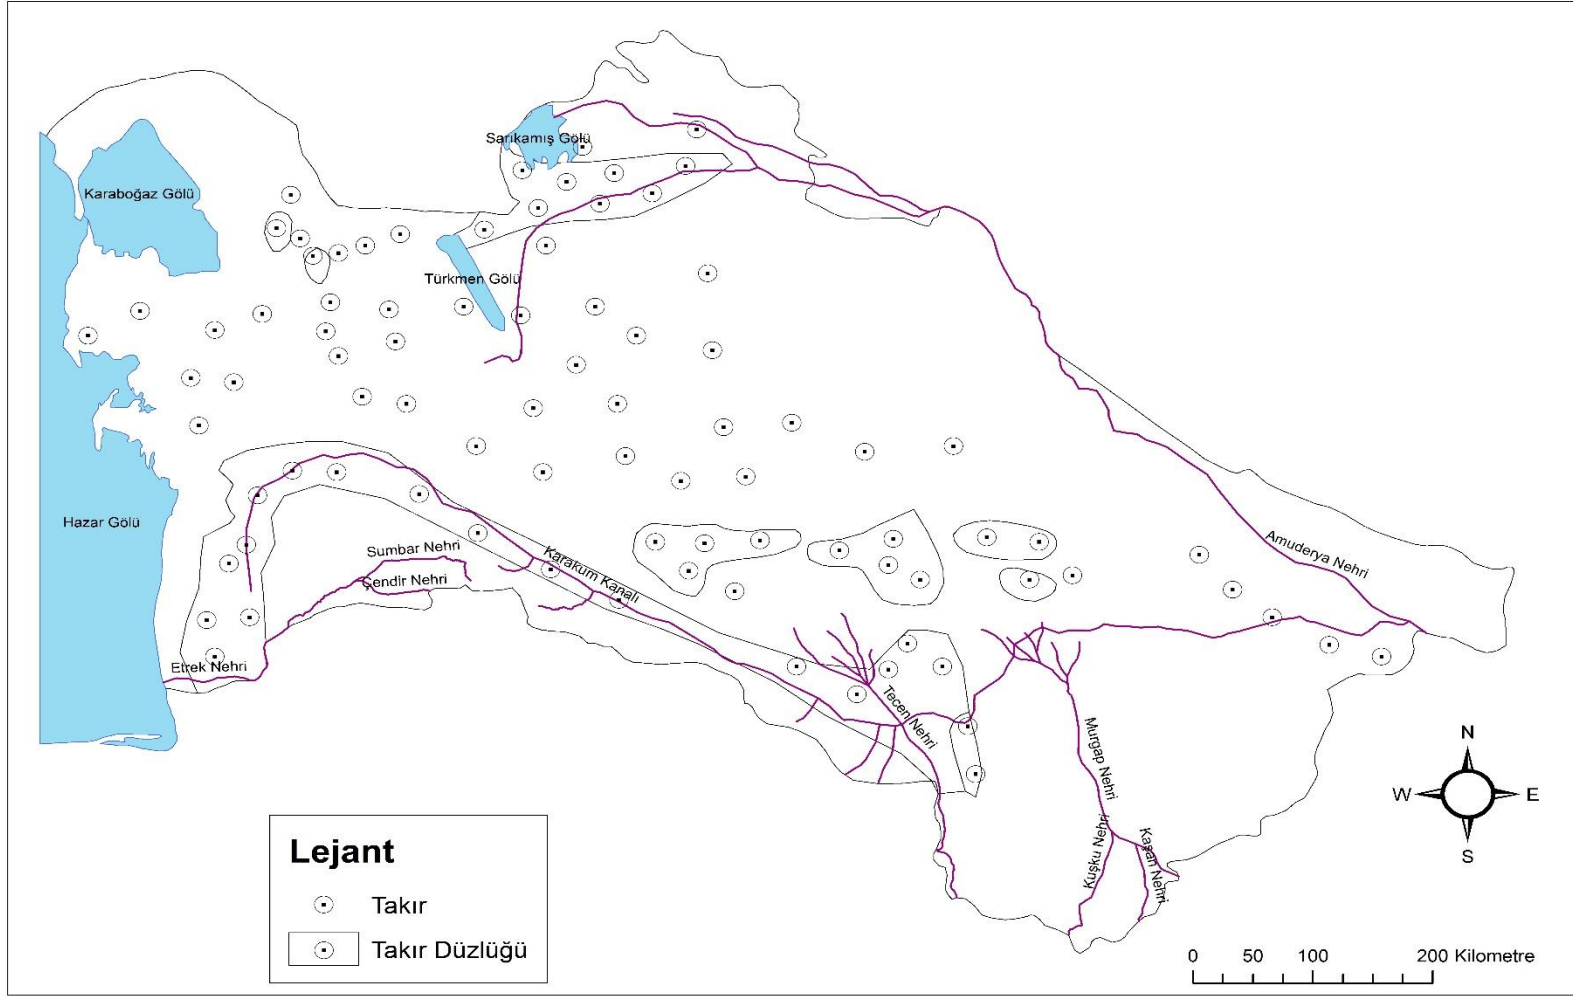 Sarıkamış Gölü
Karaboğaz Gölü
Türkmen Gölü
Hazar Gölü
Sumbar Nehri
Çendir Nehri
Etrek Nehri
Karakum Kanalı
Amuderya Nehri
Tecen Nehri
Murgap Nehri
Kuşku Nehri
Kaşan Nehri
N
W
E
S
Lejant
Takır
Takır Düzlüğü
0 50 100 200 Kilometre